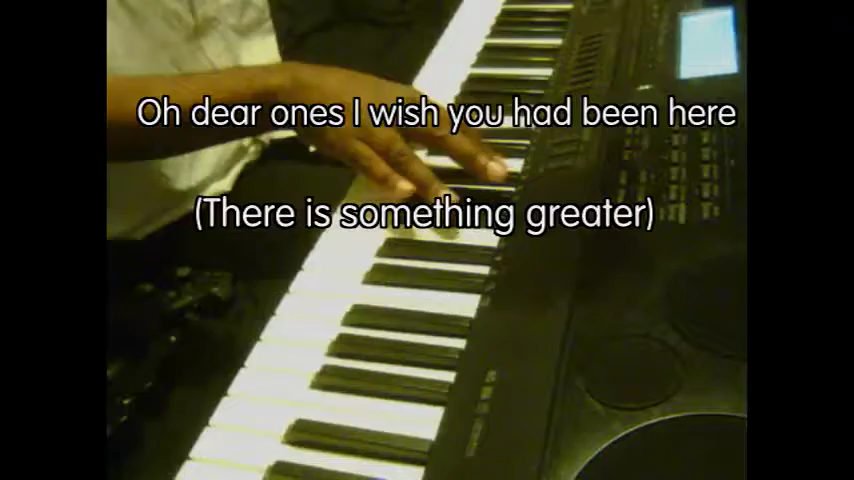 Oh dear ones I wish you had been here
(There is something greater)